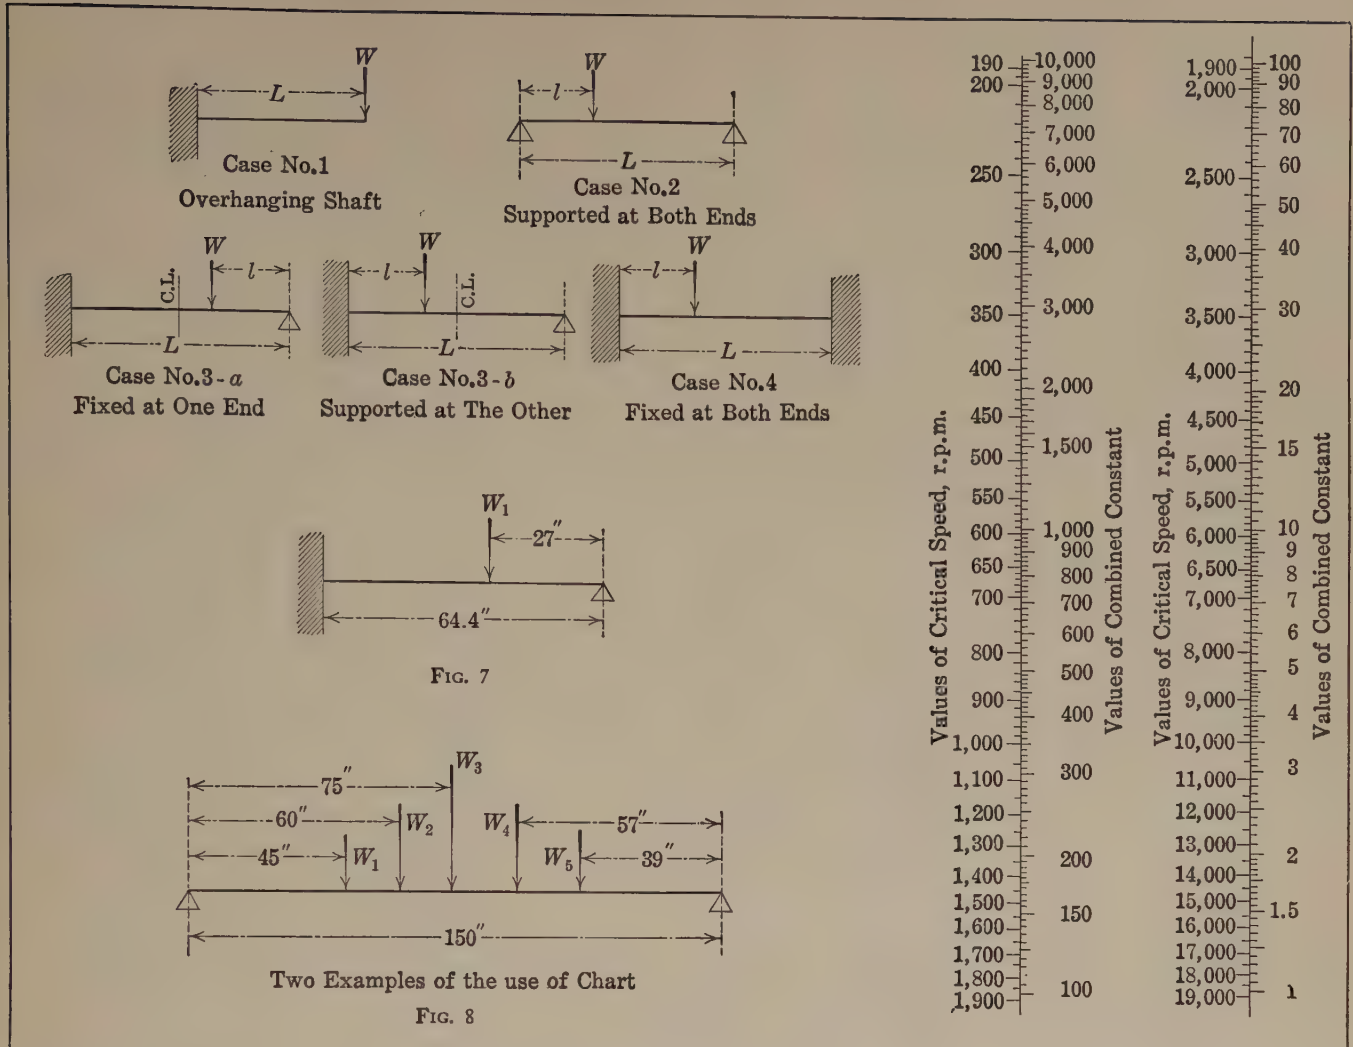 W
L
Case No.1
Overhanging Shaft
W
l
L
Case No.2
Supported at Both Ends
W
l
C.L.
L
Case No.3-a
Fixed at One End
W
l
C.L.
L
Case No.3-b
Supported at The Other
W
l
L
Case No.4
Fixed at Both Ends
W1
27"
64.4"
FIG. 7
75"
W3
60"
W2
W4
57"
45"
W1
W5
39"
150"
Two Examples of the use of Chart
FIG. 8
Values of Critical Speed, r.p.m.
190
200
250
300
350
400
450
500
550
600
650
700
800
900
1,000
1,100
1,200
1,300
1,400
1,500
1,600
1,700
1,800
1,900
10,000
9,000
8,000
7,000
6,000
5,000
4,000
3,000
2,000
1,500
1,000
900
800
700
600
500
400
300
200
150
100
Values of Combined Constant
Values of Critical Speed, r.p.m.
1,900
2,000
2,500
3,000
3,500
4,000
4,500
5,000
5,500
6,000
6,500
7,000
8,000
9,000
10,000
11,000
12,000
13,000
14,000
15,000
16,000
17,000
18,000
19,000
100
90
80
70
60
50
40
30
20
15
10
9
8
7
6
5
4
3
2
1.5
1
Values of Combined Constant